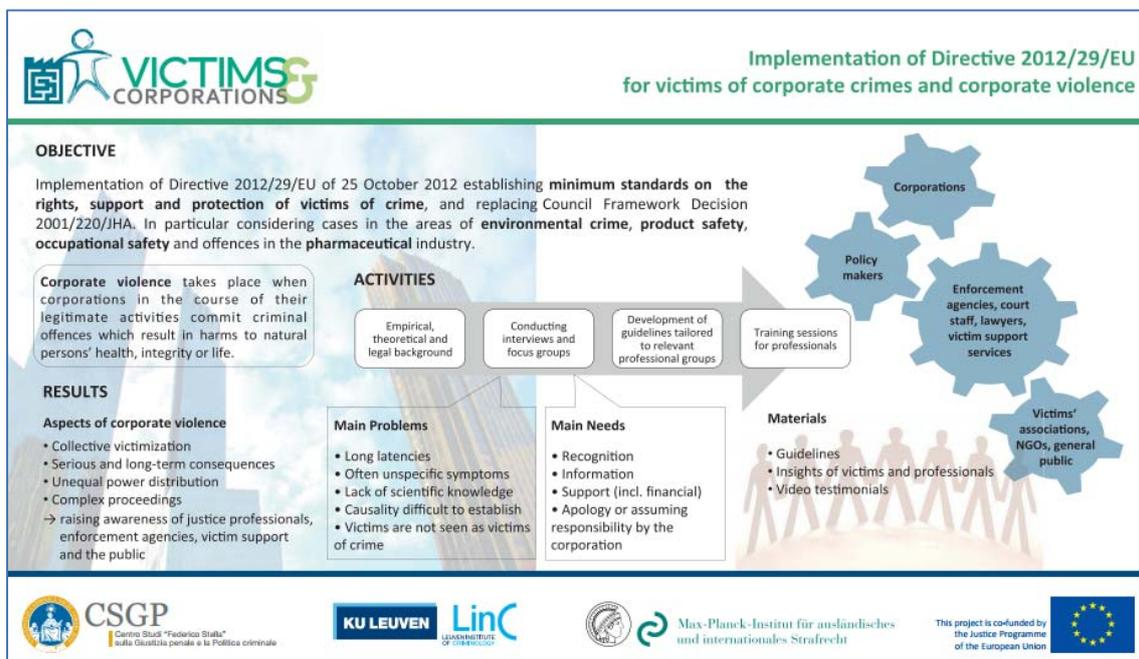 VICTIMS &
CORPORATIONS
Implementation of Directive 2012/29/EU
for victims of corporate crimes and corporate violence
OBJECTIVE
Implementation of Directive 2012/29/EU of 25 October 2012 establishing minimum standards on the
rights, support and protection of victims of crime, and replacing Council Framework Decision
2001/220/JHA. In particular considering cases in the areas of environmental crime, product safety,
occupational safety and offences in the pharmaceutical industry.
Corporate violence takes place when
corporations in the course of their
legitimate activities commit criminal
offences which result in harms to natural
persons' health, integrity or life.
ACTIVITIES
Empirical,
theoretical and
legal background
Conducting
interviews and
focus groups
Development of
guidelines tailored
to relevant
professional groups
Training sessions
for professionals
Corporations
Policy
makers
Enforcement
agencies, court
staff, lawyers,
victim support
services
Victims'
associations,
NGOs, general
public
RESULTS
Aspects of corporate violence
• Collective victimization
• Serious and long-term consequences
• Unequal power distribution
• Complex proceedings
→ raising awareness of justice professionals,
enforcement agencies, victim support
and the public
Main Problems
• Long latencies
• Often unspecific symptoms
• Lack of scientific knowledge
• Causality difficult to establish
• Victims are not seen as victims
of crime
Main Needs
• Recognition
• Information
• Support (incl. financial)
• Apology or assuming
responsibility by the
corporation
Materials
• Guidelines
• Insights of victims and professionals
• Video testimonials
CSGP
Centro Studi "Federico Stella"
sulla Giustizia penale e la Politica criminale
KU LEUVEN
LinC
LEUVEN INSTITUTE
OF CRIMINOLOGY
Max-Planck-Institut für ausländisches
und internationales Strafrecht
This project is co-funded by
the Justice Programme
of the European Union